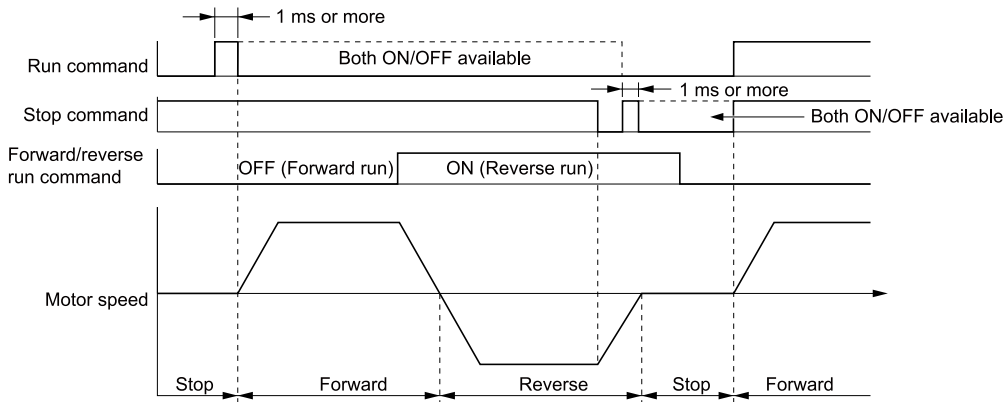 1 ms or more
Run command
Both ON/OFF available
1 ms or more
Stop command
Both ON/OFF available
Forward/reverse
run command
OFF (Forward run)
ON (Reverse run)
Motor speed
Stop
Forward
Reverse
Stop
Forward